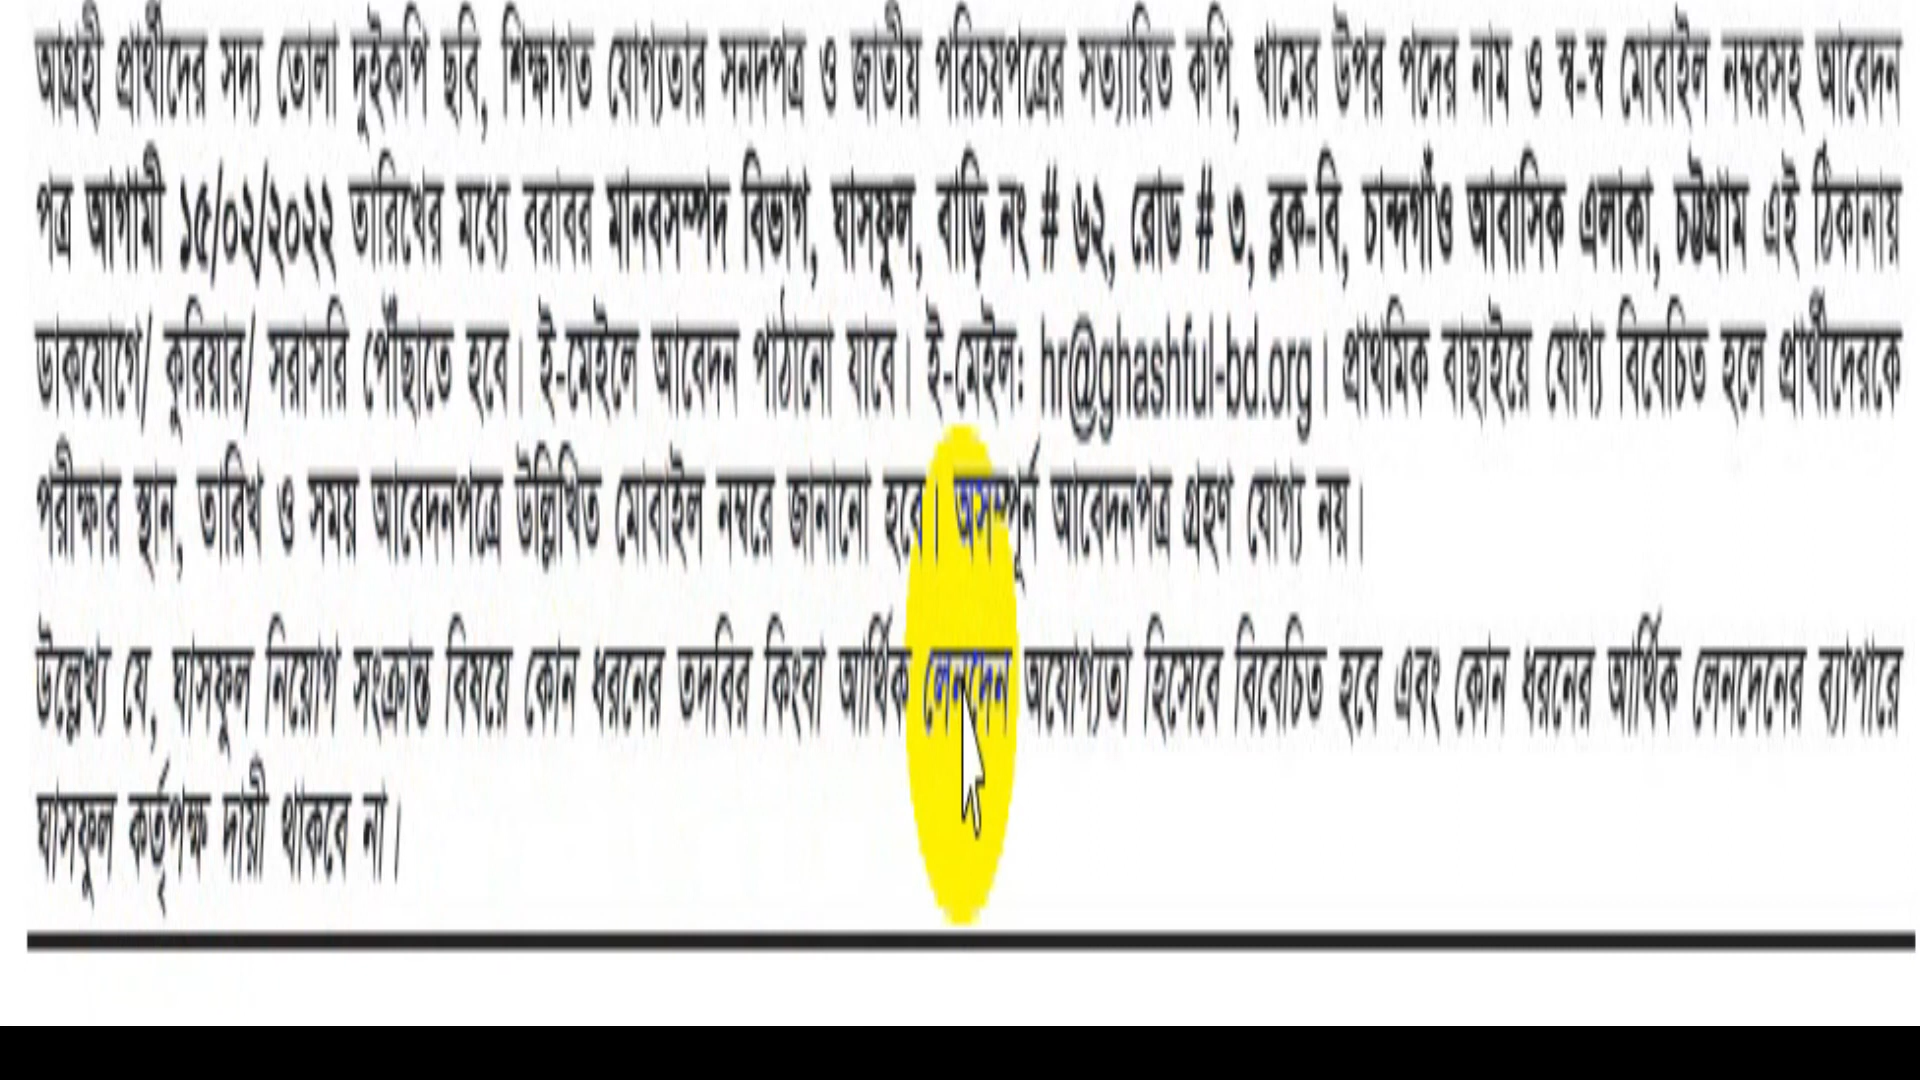 আগ্রহী প্রার্থীদের সদ্য তোলা দুইকপি ছবি, শিক্ষাগত যোগ্যতার সনদপত্র ও জাতীয় পরিচয়পত্রের সত্যায়িত কপি, খামের উপর পদের নাম ও স্ব-স্ব মোবাইল নম্বরসহ আবেদন
পত্র আগামী ১৫/০২/২০২২ তারিখের মধ্যে বরাবর মানবসম্পদ বিভাগ, ঘাসফুল, বাড়ি নং # ৬২, রোড # ৩, ব্লক-বি, চান্দগাঁও আবাসিক এলাকা, চট্টগ্রাম এই ঠিকানায়
ডাকযোগে/ কুরিয়ার/ সরাসরি পৌঁছাতে হবে। ই-মেইলে আবেদন পাঠানো যাবে। ই-মেইল: hr@ghashful-bd.org। প্রাথমিক বাছাইয়ে যোগ্য বিবেচিত হলে প্রার্থীদেরকে
পরীক্ষার স্থান, তারিখ ও সময় আবেদনপত্রে উল্লিখিত মোবাইল নম্বরে জানানো হবে। অসম্পূর্ন আবেদনপত্র গ্রহণ যোগ্য নয়।
উল্লেখ্য যে, ঘাসফুল নিয়োগ সংক্রান্ত বিষয়ে কোন ধরনের তদবির কিংবা আর্থিক লেনদেন অযোগ্যতা হিসেবে বিবেচিত হবে এবং কোন ধরনের আর্থিক লেনদেনের ব্যাপারে
ঘাসফুল কর্তৃপক্ষ দায়ী থাকবে না।